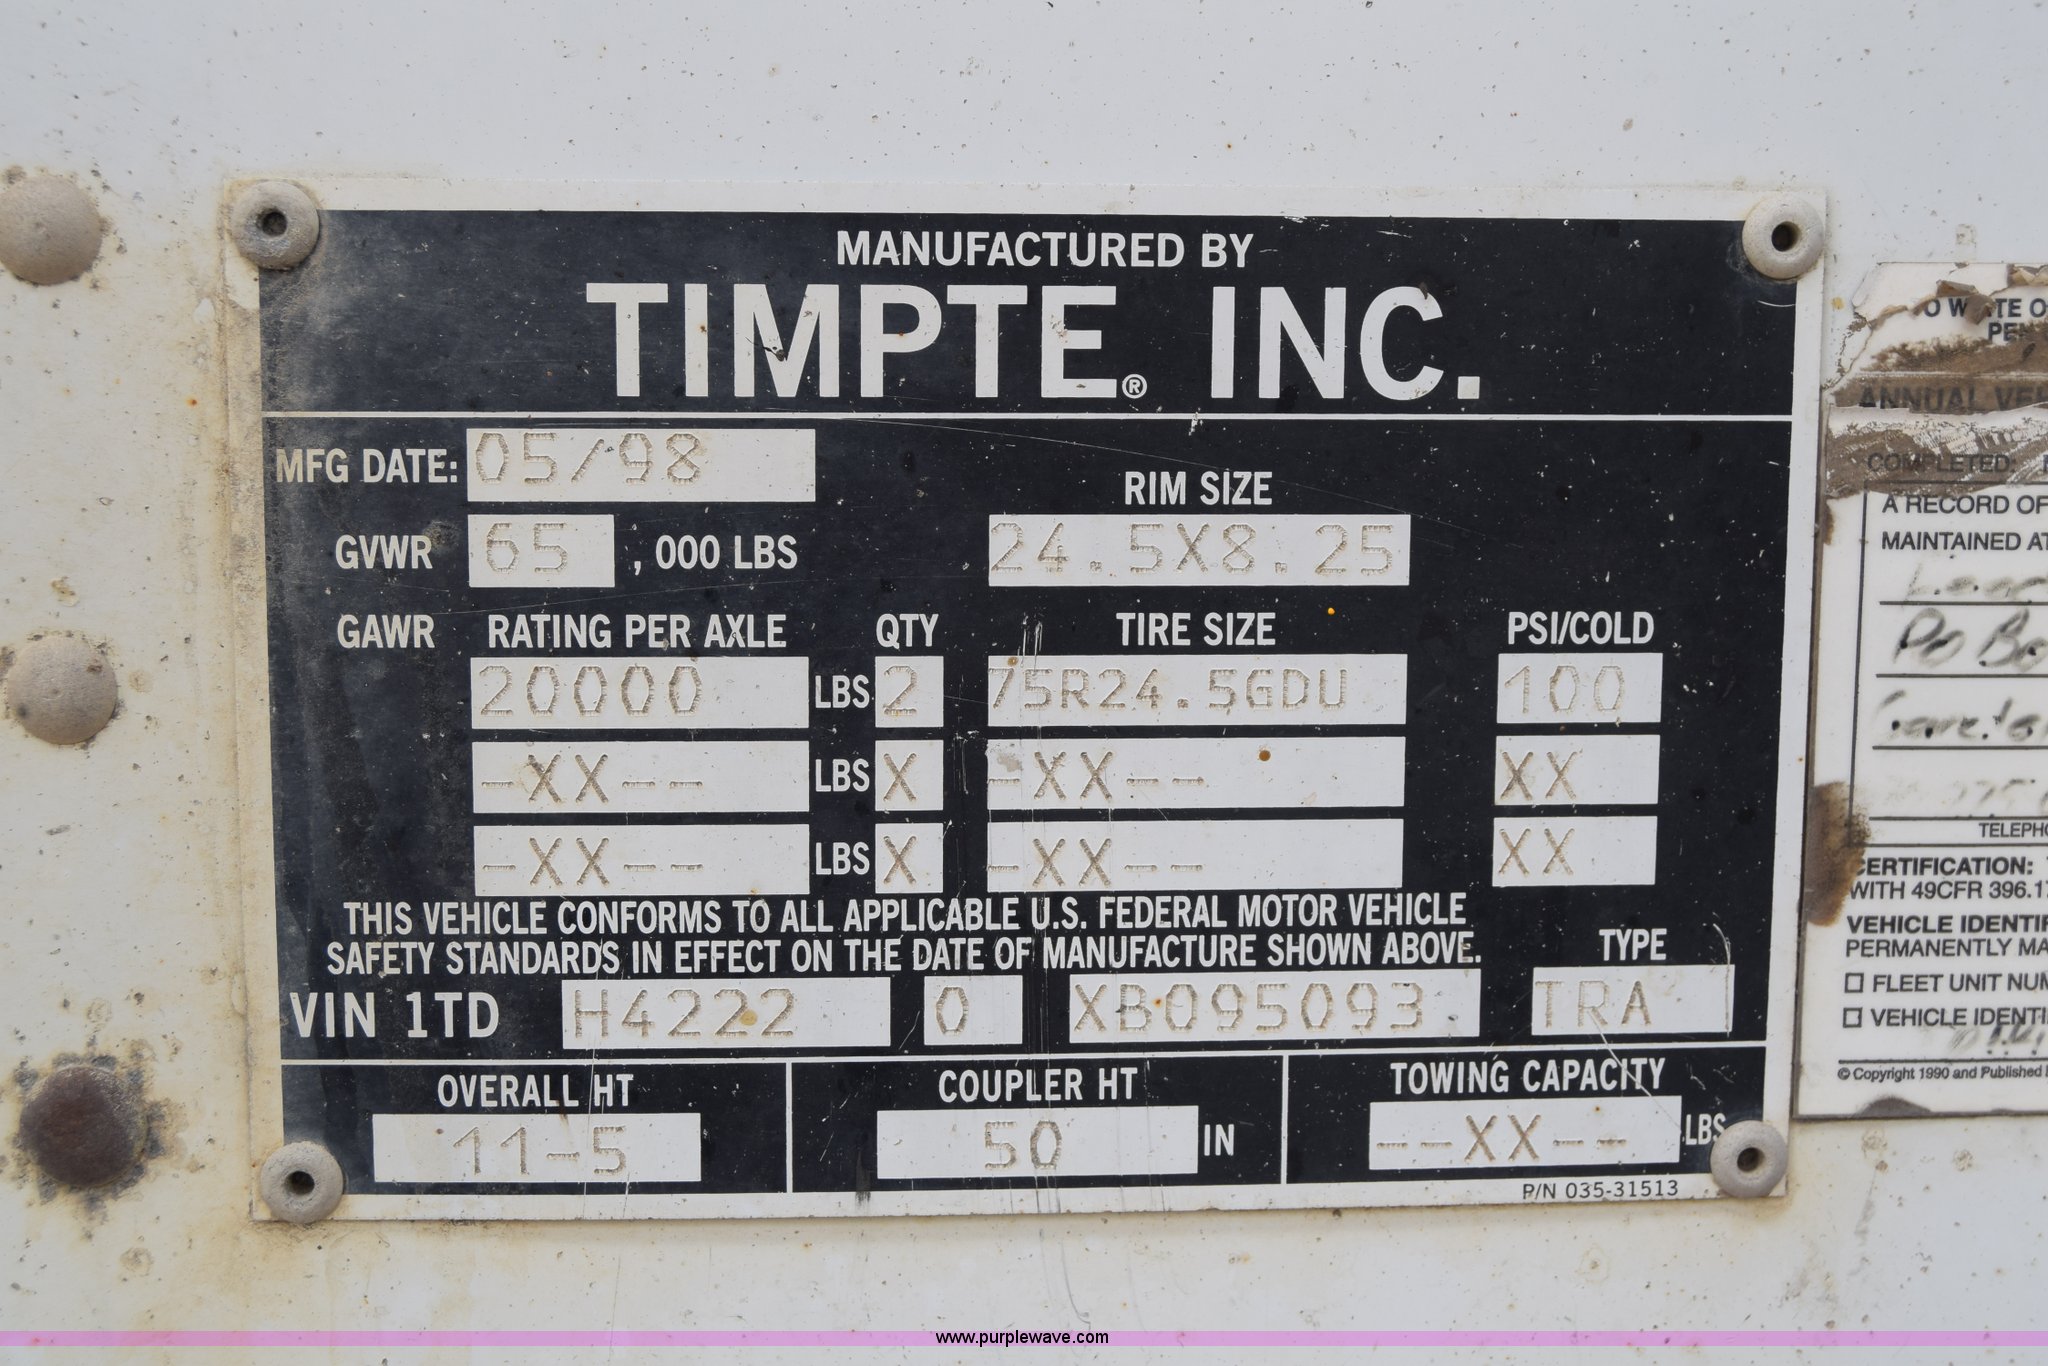 MANUFACTURED BY
TIMPTE® INC.
MFG DATE: 05/98
RIM SIZE
GVWR 65 , 000 LBS 24.5X8.25
GAWR RATING PER AXLE QTY TIRE SIZE PSI/COLD
20000 LBS 2 75R24.5GDU 100
-XX-- LBS X -XX-- XX
-XX-- LBS X -XX-- XX
THIS VEHICLE CONFORMS TO ALL APPLICABLE U.S. FEDERAL MOTOR VEHICLE
SAFETY STANDARDS IN EFFECT ON THE DATE OF MANUFACTURE SHOWN ABOVE.
TYPE
VIN 1TD H4222 0 XB095093 TRA
OVERALL HT COUPLER HT TOWING CAPACITY
11-5 50 IN --XX-- LBS
P/N 035-31513
ANNUAL
COMPLETED:
A RECORD OF
MAINTAINED AT
PO Bo
TELEPHO
CERTIFICATION:
WITH 49CFR 396.17
VEHICLE IDENTIF
PERMANENTLY MA
FLEET UNIT NUM
VEHICLE IDENTI
© Copyright 1990 and Published
www.purplewave.com